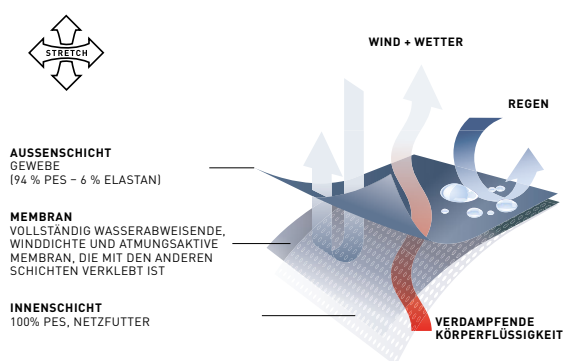 STRETCH
WIND + WETTER
REGEN
AUSSENSCHICHT
GEWEBE
(94 % PES – 6 % ELASTAN)
MEMBRAN
VOLLSTÄNDIG WASSERABWEISENDE,
WINDDICHTE UND ATMUNGSAKTIVE
MEMBRAN, DIE MIT DEN ANDEREN
SCHICHTEN VERKLEBT IST
INNENSCHICHT
100% PES, NETZFUTTER
VERDAMPFENDE
KÖRPERFLÜSSIGKEIT